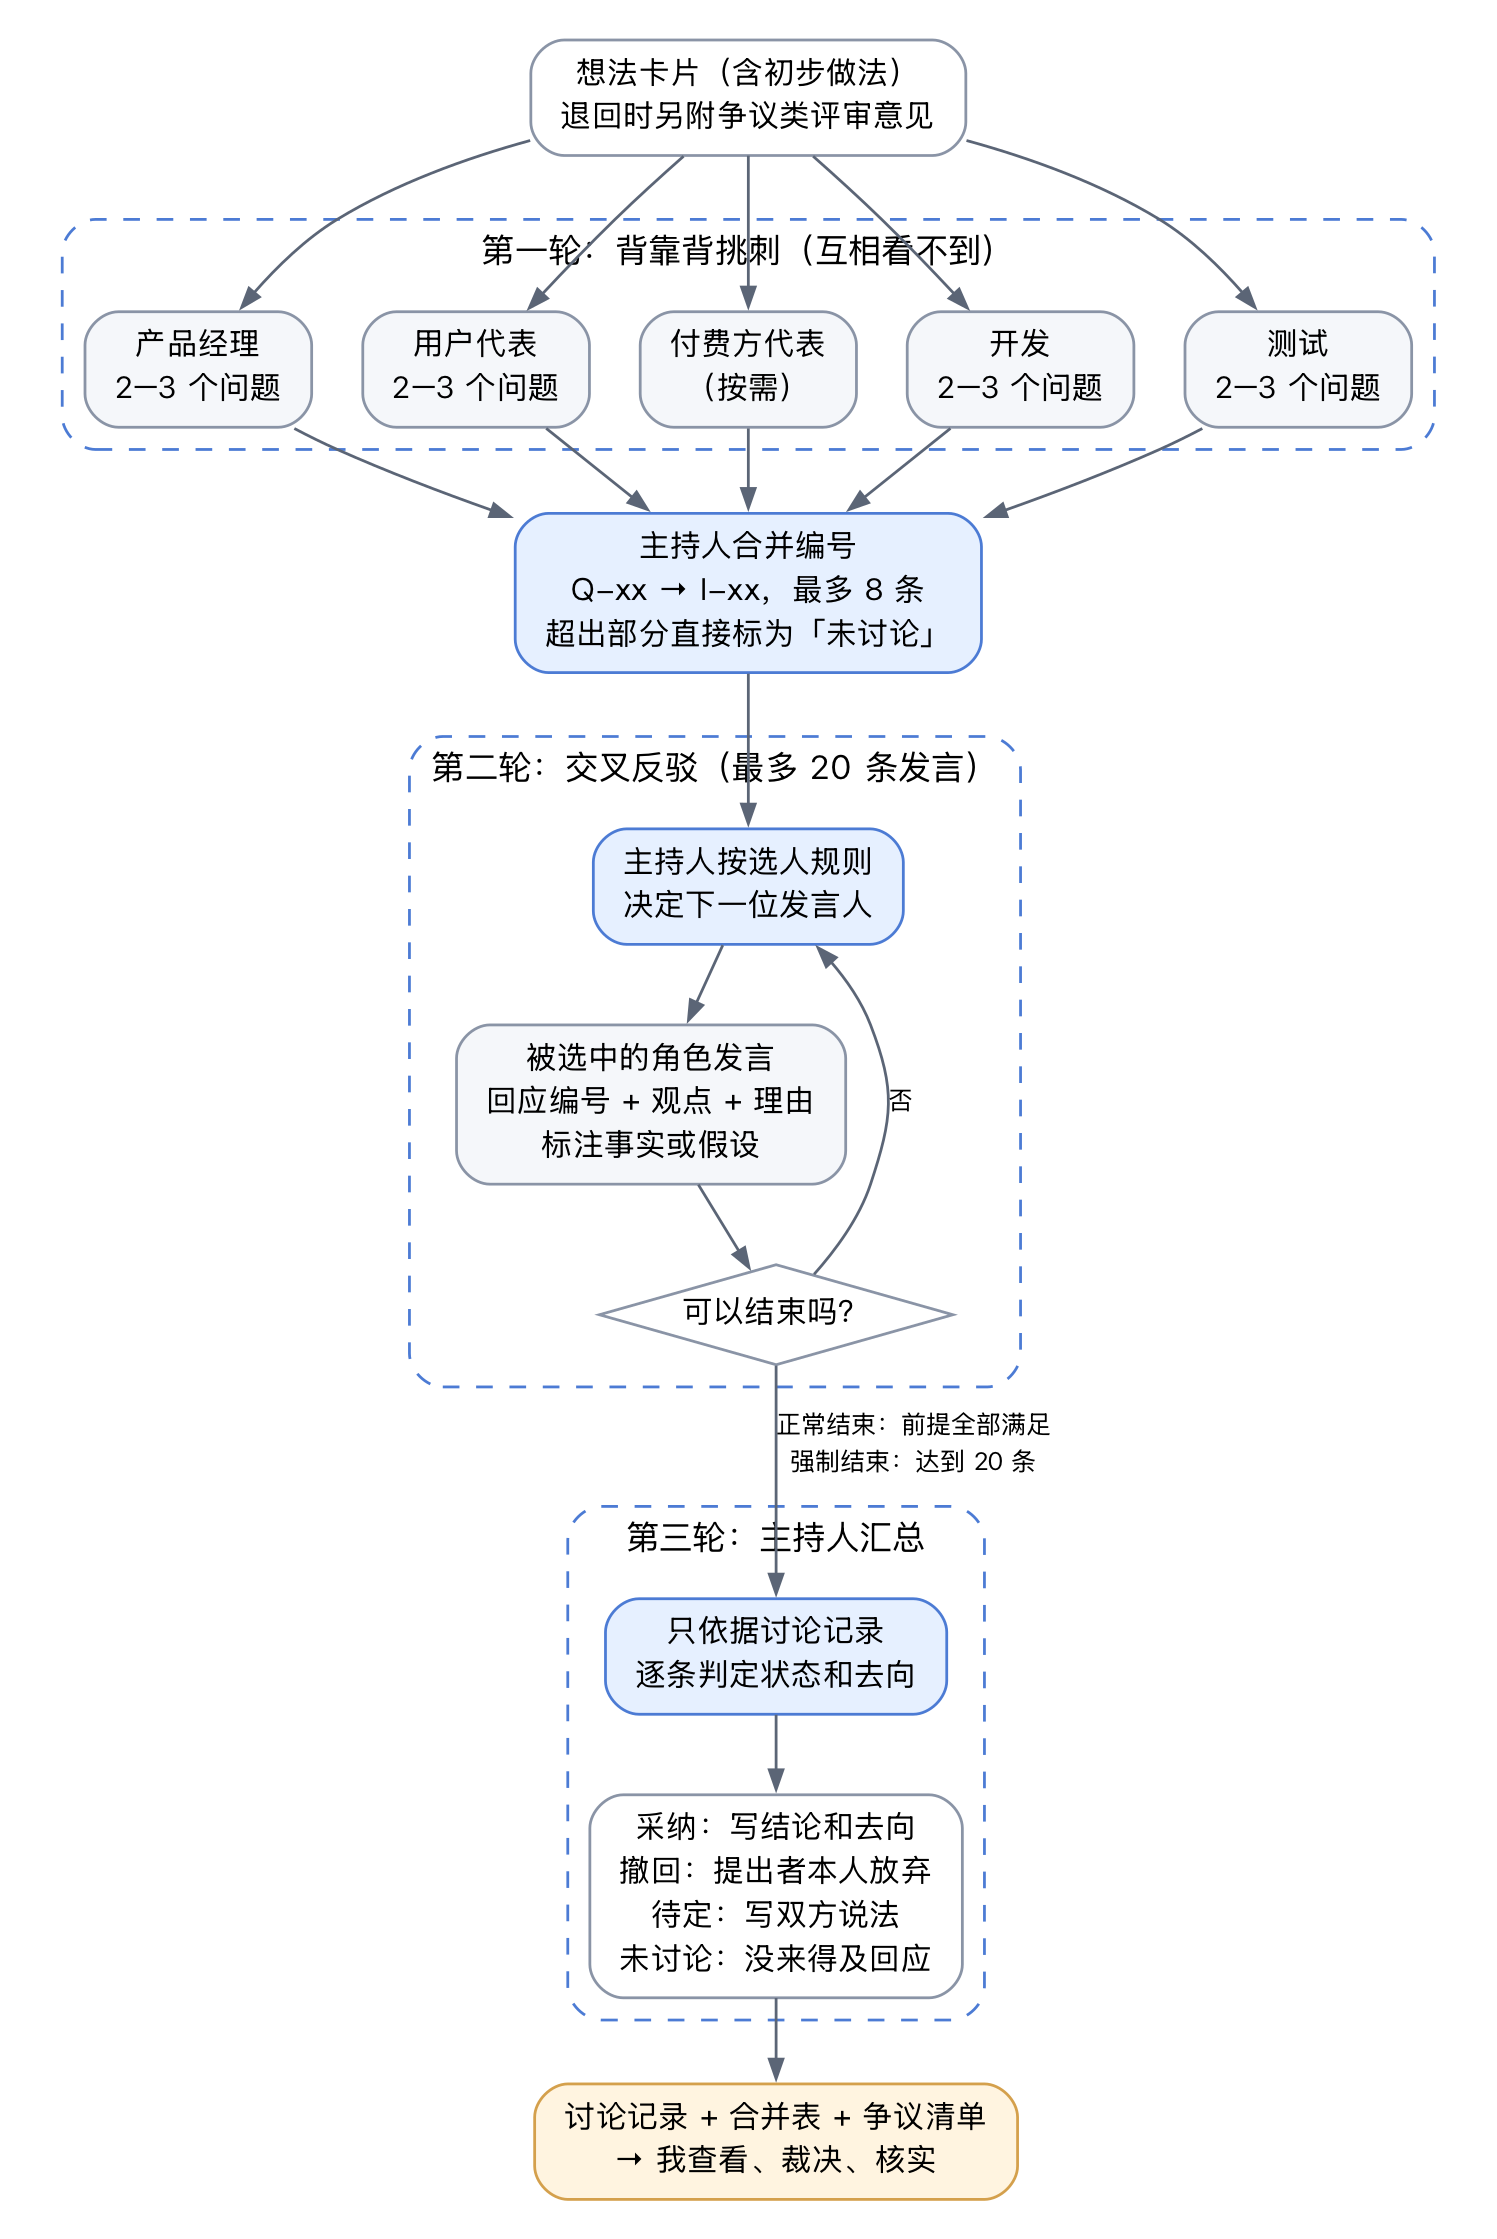 想法卡片（含初步做法）
退回时另附争议类评审意见
第一轮：背靠背挑刺（互相看不到）
产品经理
2–3 个问题
用户代表
2–3 个问题
付费方代表
（按需）
开发
2–3 个问题
测试
2–3 个问题
主持人合并编号
Q-xx → I-xx，最多 8 条
超出部分直接标为「未讨论」
第二轮：交叉反驳（最多 20 条发言）
主持人按选人规则
决定下一位发言人
被选中的角色发言
回应编号 + 观点 + 理由
标注事实或假设
否
可以结束吗？
正常结束：前提全部满足
强制结束：达到 20 条
第三轮：主持人汇总
只依据讨论记录
逐条判定状态和去向
采纳：写结论和去向
撤回：提出者本人放弃
待定：写双方说法
未讨论：没来得及回应
讨论记录 + 合并表 + 争议清单
→ 我查看、裁决、核实